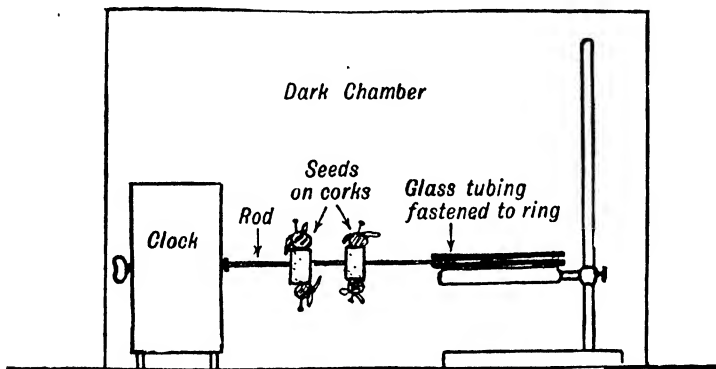 Dark Chamber
Seeds
on corks
Glass tubing
fastened to ring
Rod
Clock